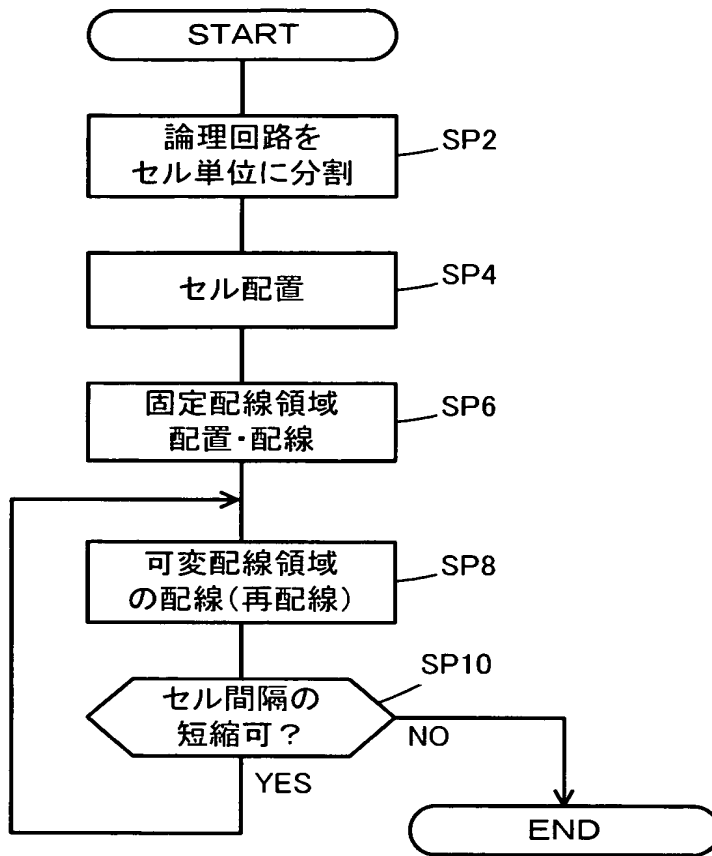 START
論理回路を
セル単位に分割
SP2
セル配置
SP4
固定配線領域
配置・配線
SP6
可変配線領域
の配線(再配線)
SP8
セル間隔の
短縮可?
SP10
NO
YES
END